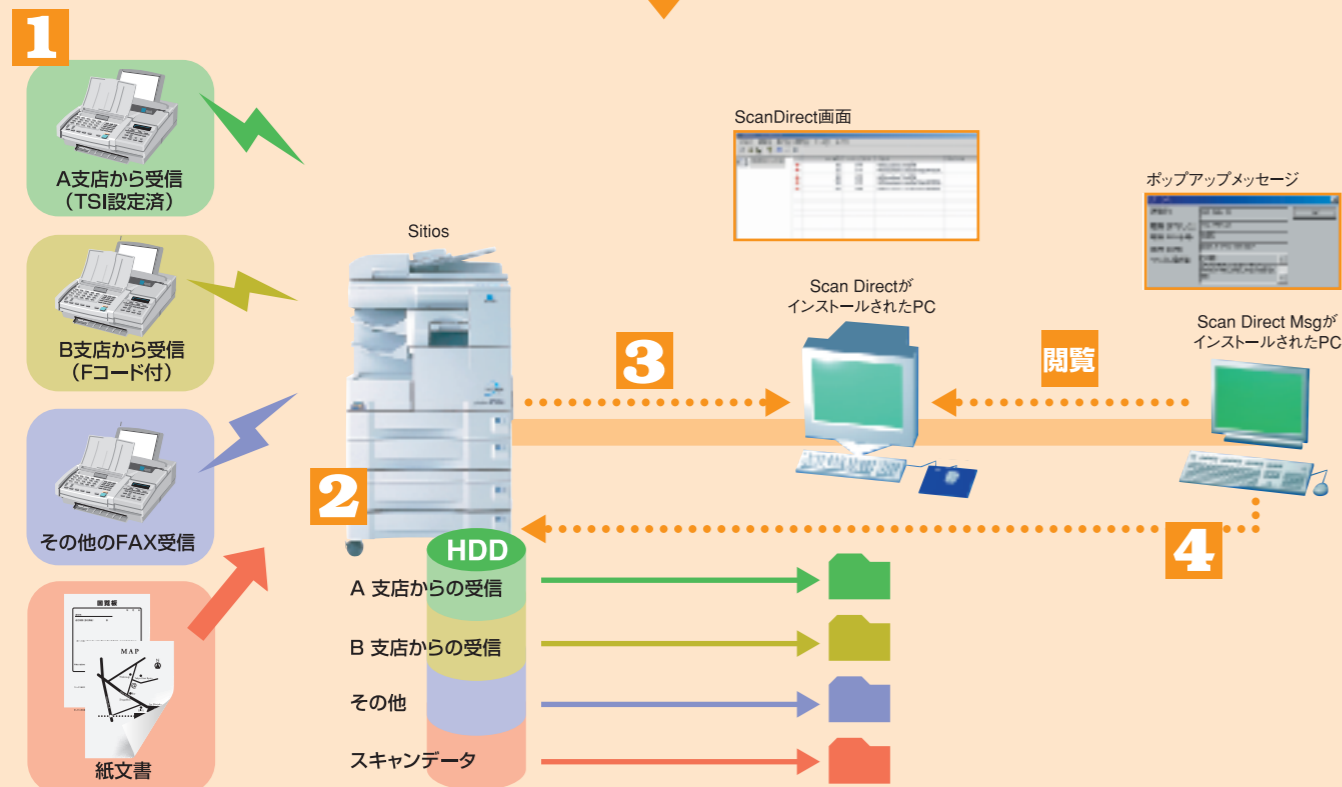 1
A支店から受信
(TSI設定済)
B支店から受信
(Fコード付)
その他のFAX受信
回覧板
MAP
紙文書
Sitios
2
HDD
A 支店からの受信
B 支店からの受信
その他
スキャンデータ
3
ScanDirect画面
Scan Directが
インストールされたPC
閲覧
ポップアップメッセージ
Scan Direct Msgが
インストールされたPC
4